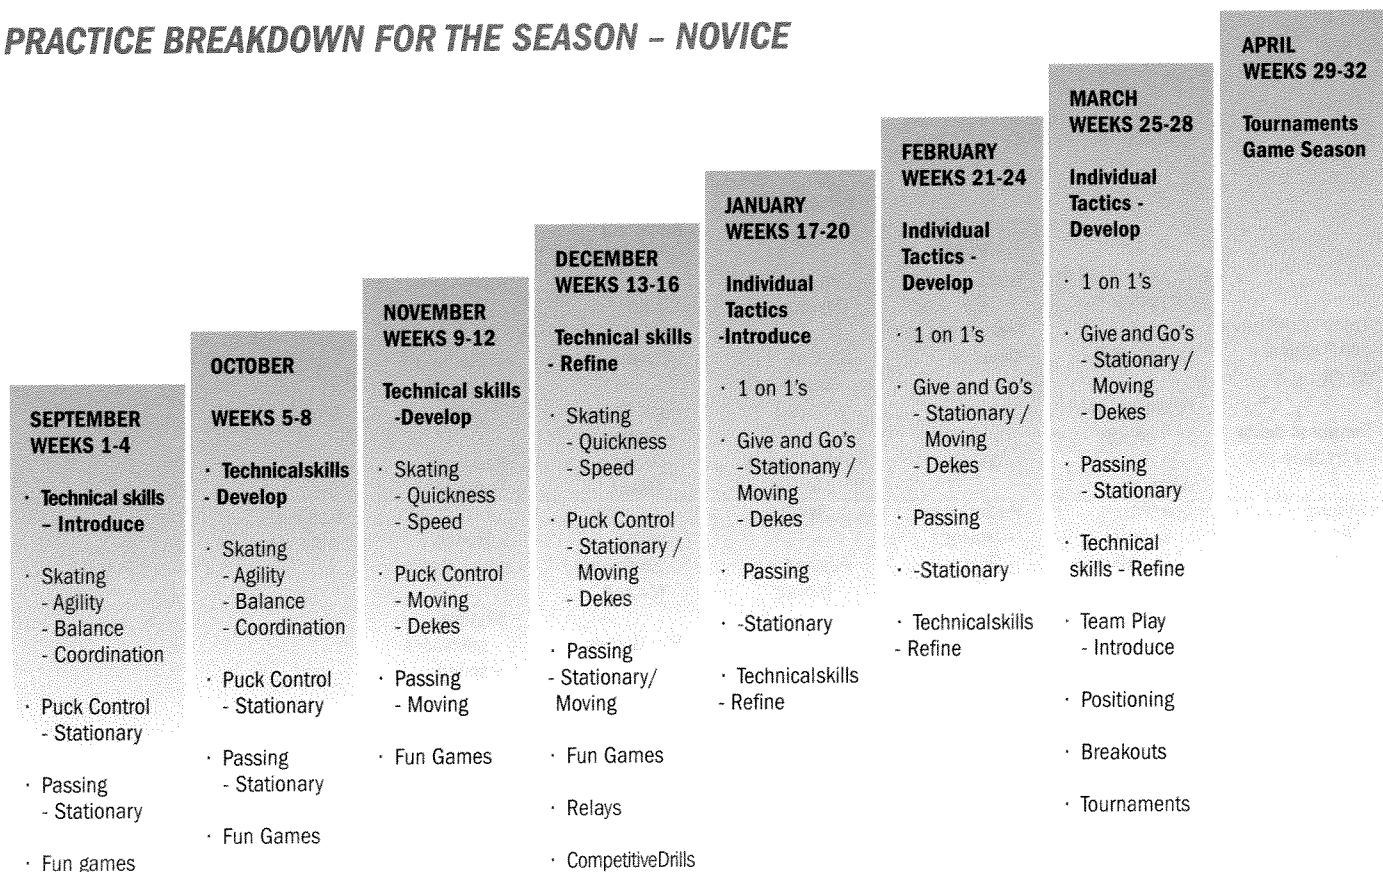 PRACTICE BREAKDOWN FOR THE SEASON – NOVICE
SEPTEMBER
WEEKS 1-4
· Technical skills
– Introduce
· Skating
- Agility
- Balance
- Coordination
· Puck Control
- Stationary
· Passing
- Stationary
· Fun games
OCTOBER
WEEKS 5-8
· Technicalskills
- Develop
· Skating
- Agility
- Balance
- Coordination
· Puck Control
- Stationary
· Passing
- Stationary
· Fun Games
NOVEMBER
WEEKS 9-12
Technical skills
-Develop
· Skating
- Quickness
- Speed
· Puck Control
- Moving
- Dekes
· Passing
- Moving
· Fun Games
DECEMBER
WEEKS 13-16
Technical skills
- Refine
· Skating
- Quickness
- Speed
· Puck Control
- Stationary /
Moving
- Dekes
· Passing
- Stationary/
Moving
· Fun Games
· Relays
· CompetitiveDrills
JANUARY
WEEKS 17-20
Individual
Tactics
-Introduce
· 1 on 1's
· Give and Go's
- Stationany /
Moving
- Dekes
· Passing
· -Stationary
· Technicalskills
- Refine
FEBRUARY
WEEKS 21-24
Individual
Tactics -
Develop
· 1 on 1's
· Give and Go's
- Stationary /
Moving
- Dekes
· Passing
· -Stationary
· Technicalskills
- Refine
MARCH
WEEKS 25-28
Individual
Tactics -
Develop
· 1 on 1's
· Give and Go's
- Stationary /
Moving
- Dekes
· Passing
- Stationary
· Technical
skills - Refine
· Team Play
- Introduce
· Positioning
· Breakouts
· Tournaments
APRIL
WEEKS 29-32
Tournaments
Game Season